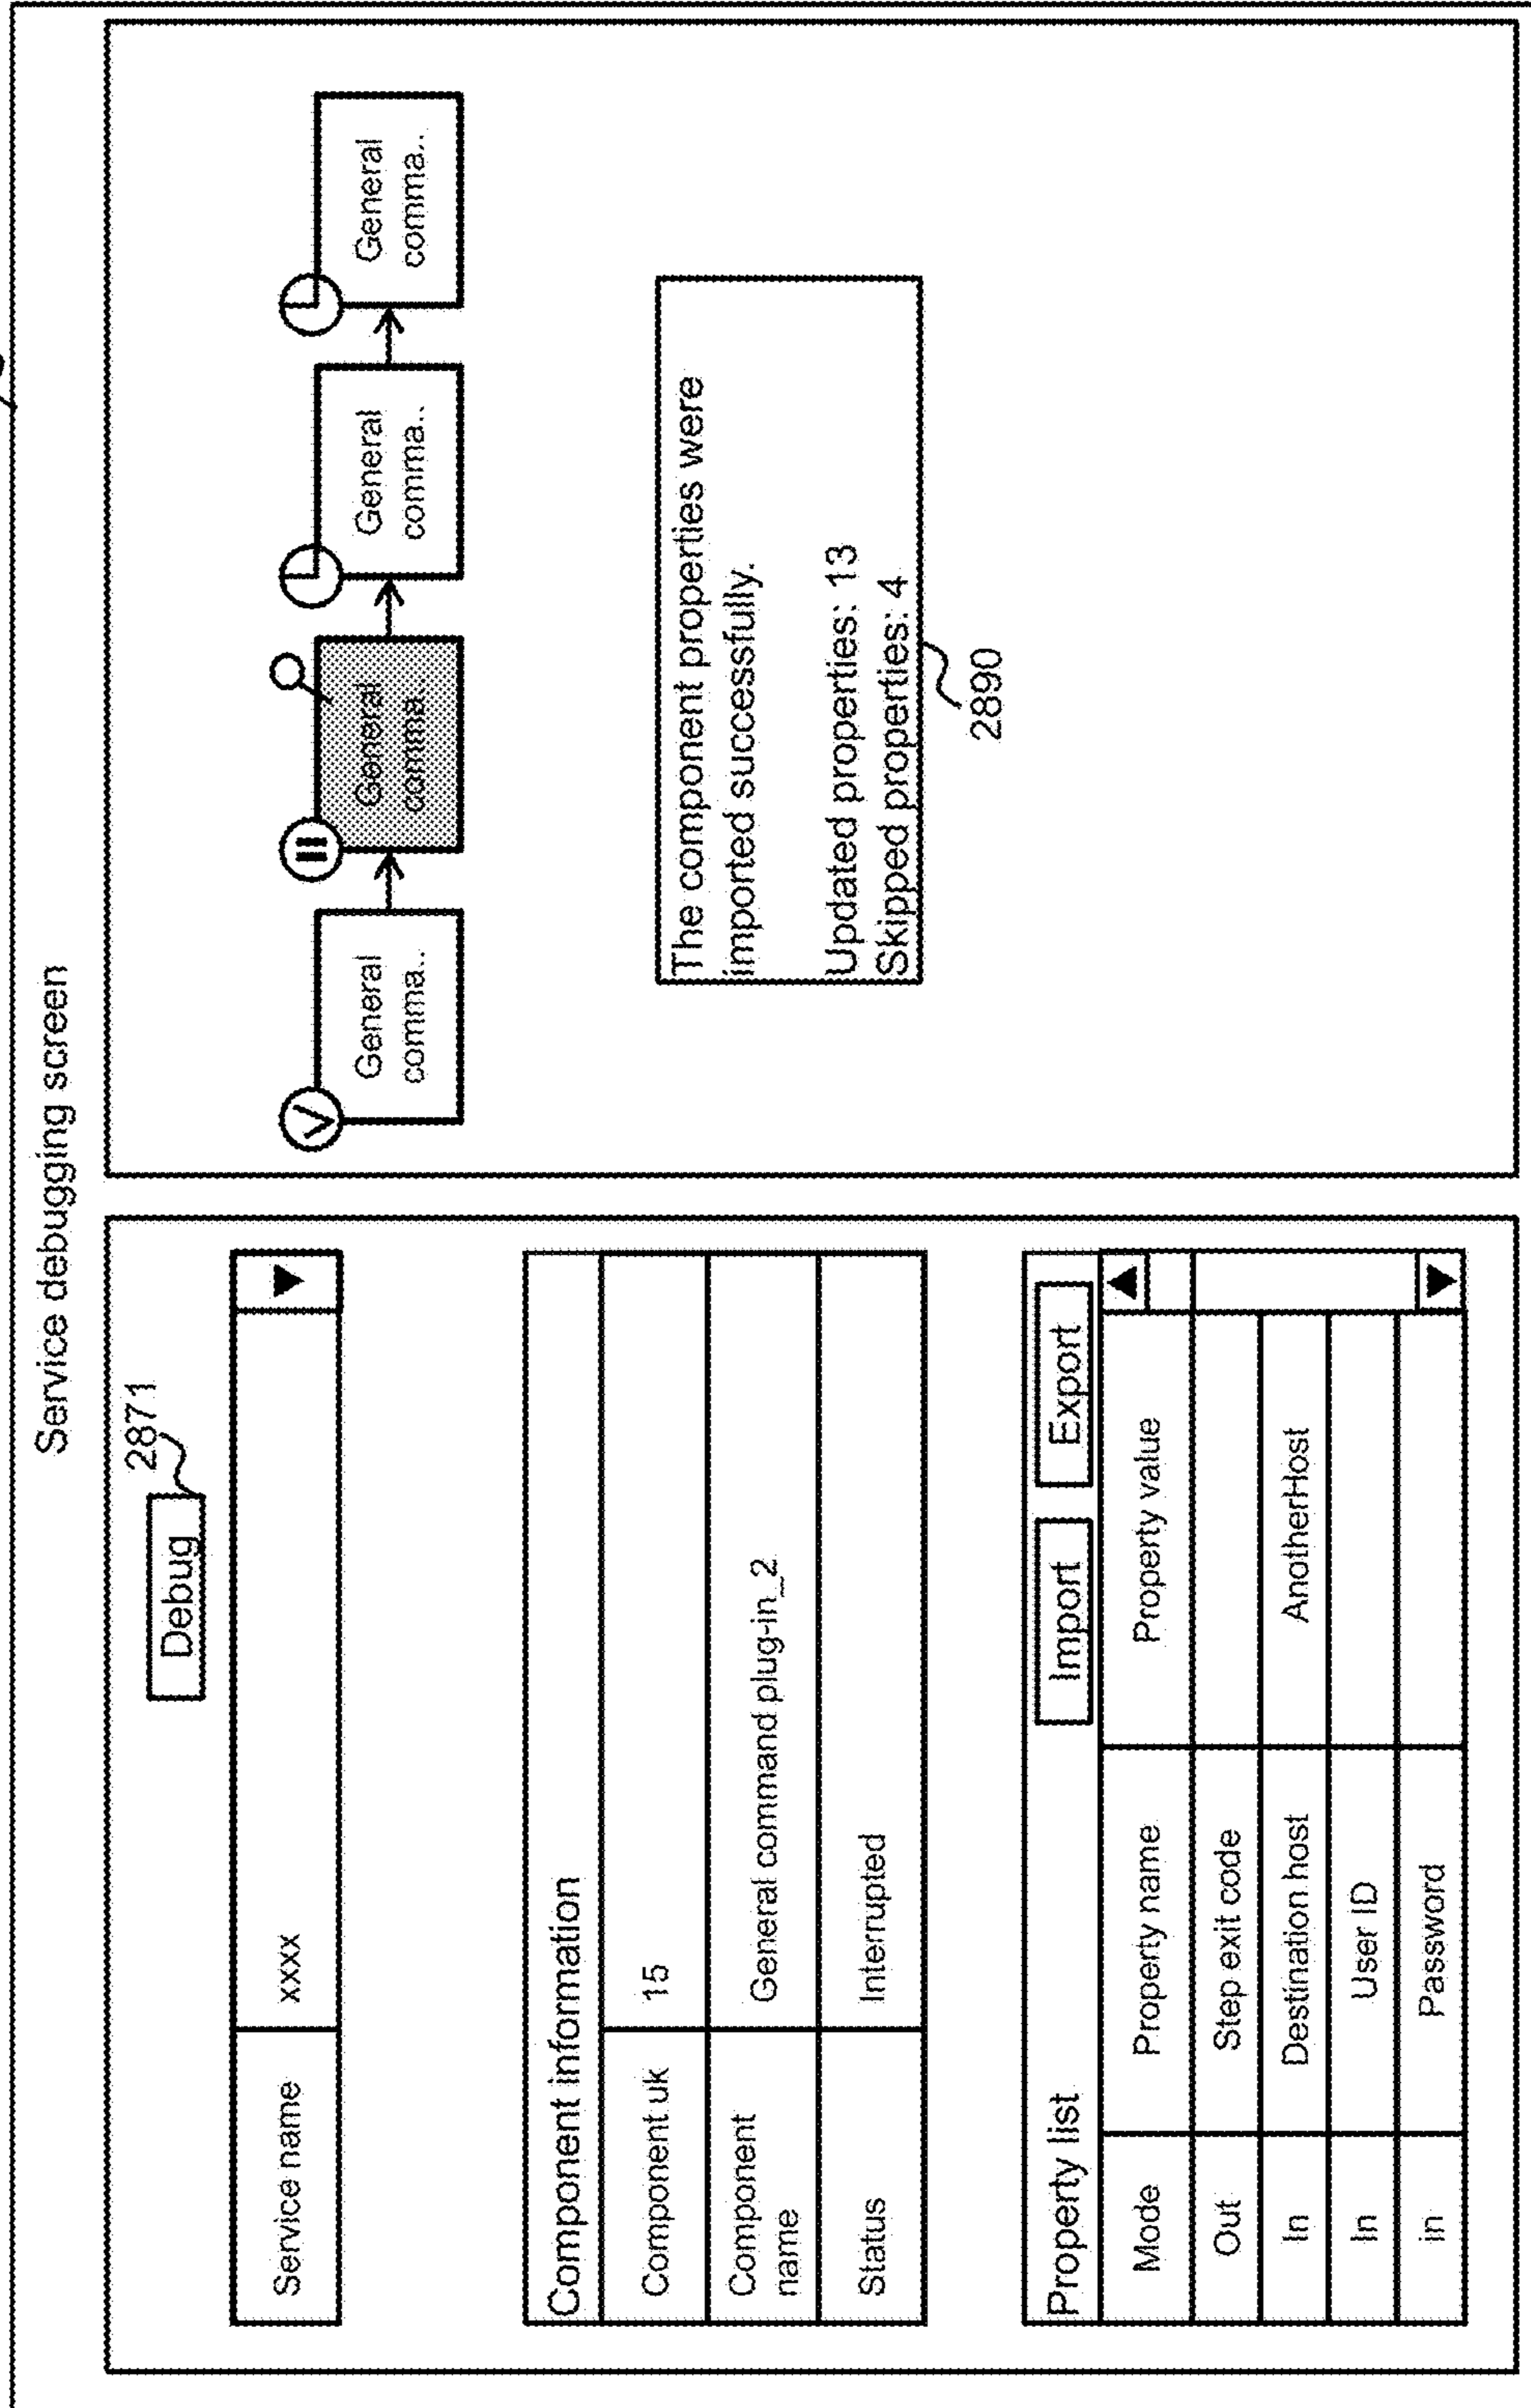 Service debugging screen
Debug
2871
Service name
xxxx
▼
Component information
Component uk
15
Component
name
General command plug-in_2
Status
Interrupted
Property list
Import
Export
Mode
Property name
Property value
▲
Out
Step exit code
In
Destination host
AnotherHost
In
User ID
in
Password
▼
General
comma..
General
comma.
General
comma..
General
comma..
The component properties were
imported successfully.
Updated properties: 13
Skipped properties: 4
2890